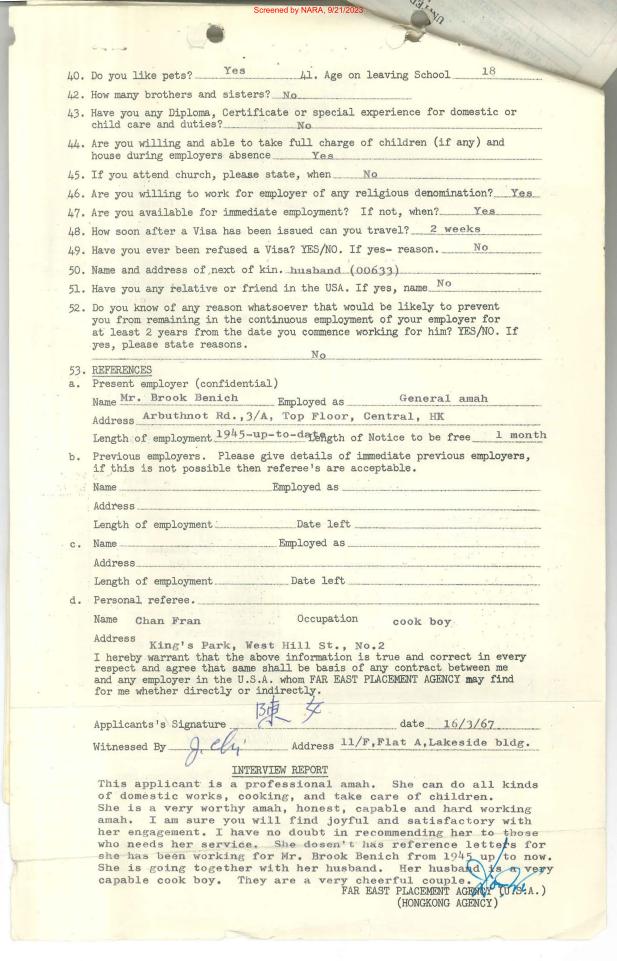 Screened by NARA, 9/21/2023
40. Do you like pets? Yes 41. Age on leaving School 18
42. How many brothers and sisters? No
43. Have you any Diploma, Certificate or special experience for domestic or
child care and duties? No
44. Are you willing and able to take full charge of children (if any) and
house during employers absence Yes
45. If you attend church, please state, when No
46. Are you willing to work for employer of any religious denomination? Yes
47. Are you available for immediate employment? If not, when? Yes
48. How soon after a Visa has been issued can you travel? 2 weeks
49. Have you ever been refused a Visa? YES/NO. If yes- reason. No
50. Name and address of next of kin. husband (00633)
51. Have you any relative or friend in the USA. If yes, name No
52. Do you know of any reason whatsoever that would be likely to prevent
you from remaining in the continuous employment of your employer for
at least 2 years from the date you commence working for him? YES/NO. If
yes, please state reasons.
No
53. REFERENCES
a. Present employer (confidential)
Name Mr. Brook Benich Employed as General amah
Address Arbuthnot Rd.,3/A, Top Floor, Central, HK
Length of employment 1945-up-to-date Length of Notice to be free 1 month
b. Previous employers. Please give details of immediate previous employers,
if this is not possible then referee's are acceptable.
Name Employed as
Address
Length of employment Date left
c. Name Employed as
Address
Length of employment Date left
d. Personal referee.
Name Chan Fran Occupation cook boy
Address King's Park, West Hill St., No.2
I hereby warrant that the above information is true and correct in every
respect and agree that same shall be basis of any contract between me
and any employer in the U.S.A. whom FAR EAST PLACEMENT AGENCY may find
for me whether directly or indirectly.
Applicants's Signature 陳女 date 16/3/67
Witnessed By J. Chi Address 11/F,Flat A,Lakeside bldg.
INTERVIEW REPORT
This applicant is a professional amah. She can do all kinds
of domestic works, cooking, and take care of children.
She is a very worthy amah, honest, capable and hard working
amah. I am sure you will find joyful and satisfactory with
her engagement. I have no doubt in recommending her to those
who needs her service. She dosen't has reference letters for
she has been working for Mr. Brook Benich from 1945 up to now.
She is going together with her husband. Her husband is a very
capable cook boy. They are a very cheerful couple.
FAR EAST PLACEMENT AGENCY (U.S.A.)
(HONGKONG AGENCY)